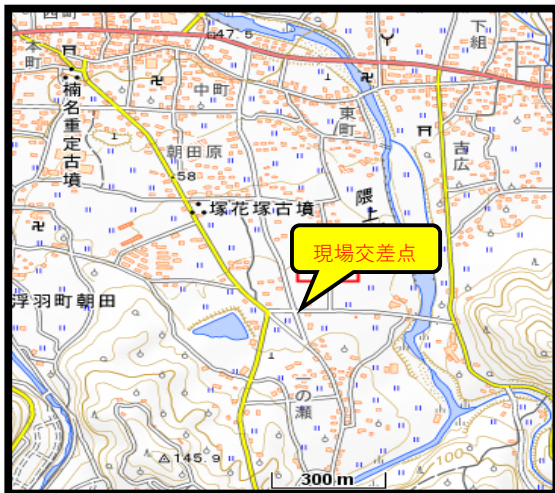 西町
下組
47.5
本町
中町
楠名重定古墳
東町
吉広
朝田原
58
塚花塚古墳
隈上
現場交差点
浮羽町朝田
一の瀬
145.9
100
300m